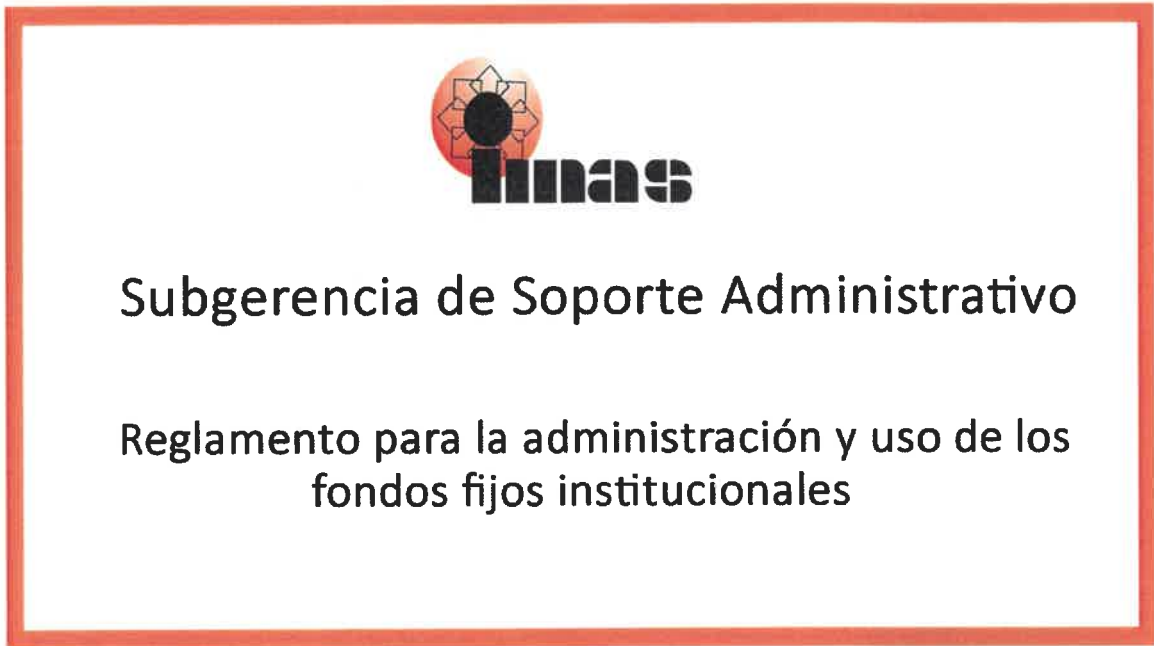 imas
Subgerencia de Soporte Administrativo
Reglamento para la administración y uso de los
fondos fijos institucionales